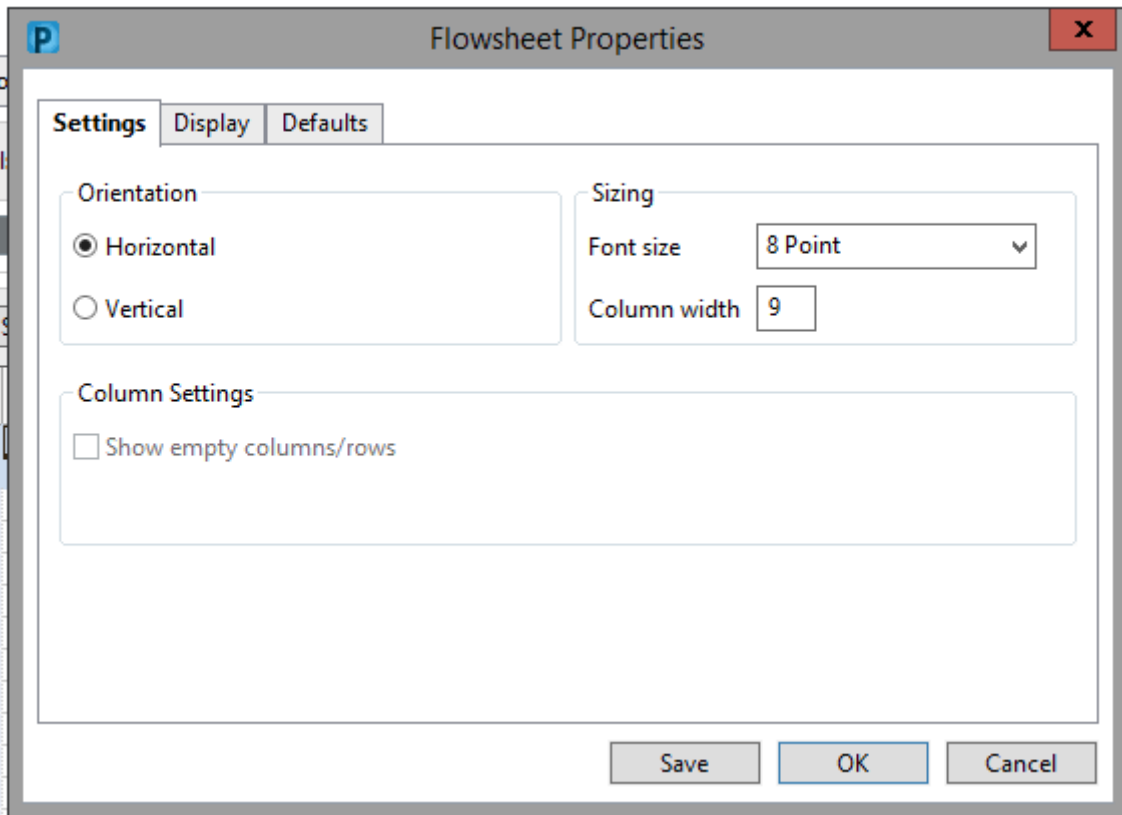 P
Flowsheet Properties
x
Settings Display Defaults
Orientation
Horizontal
Vertical
Sizing
Font size 8 Point
Column width 9
Column Settings
Show empty columns/rows
Save OK Cancel